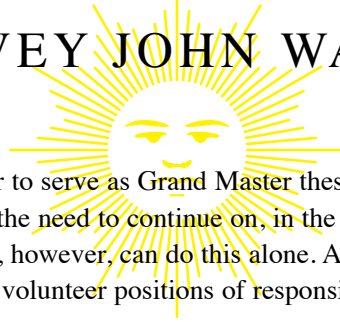 VEY JOHN WA
r to serve as Grand Master thes
the need to continue on, in the
, however, can do this alone. A
volunteer positions of responsi